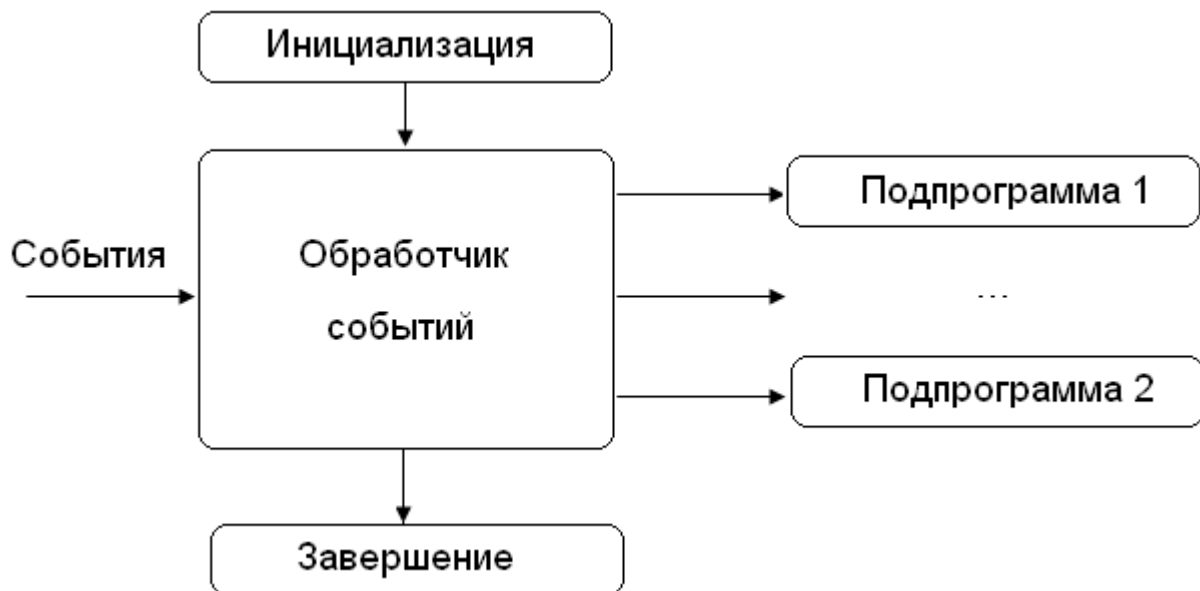 Инициализация
Подпрограмма 1
События
Обработчик
событий
...
Подпрограмма 2
Завершение